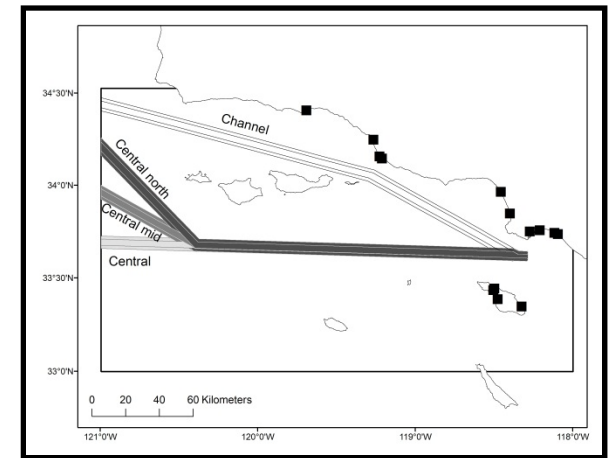 34°30'N
Channel
34°0'N
Central north
Central mid
Central
33°30'N
33°0'N
0 20 40 60 Kilometers
121°0'W 120°0'W 119°0'W 118°0'W